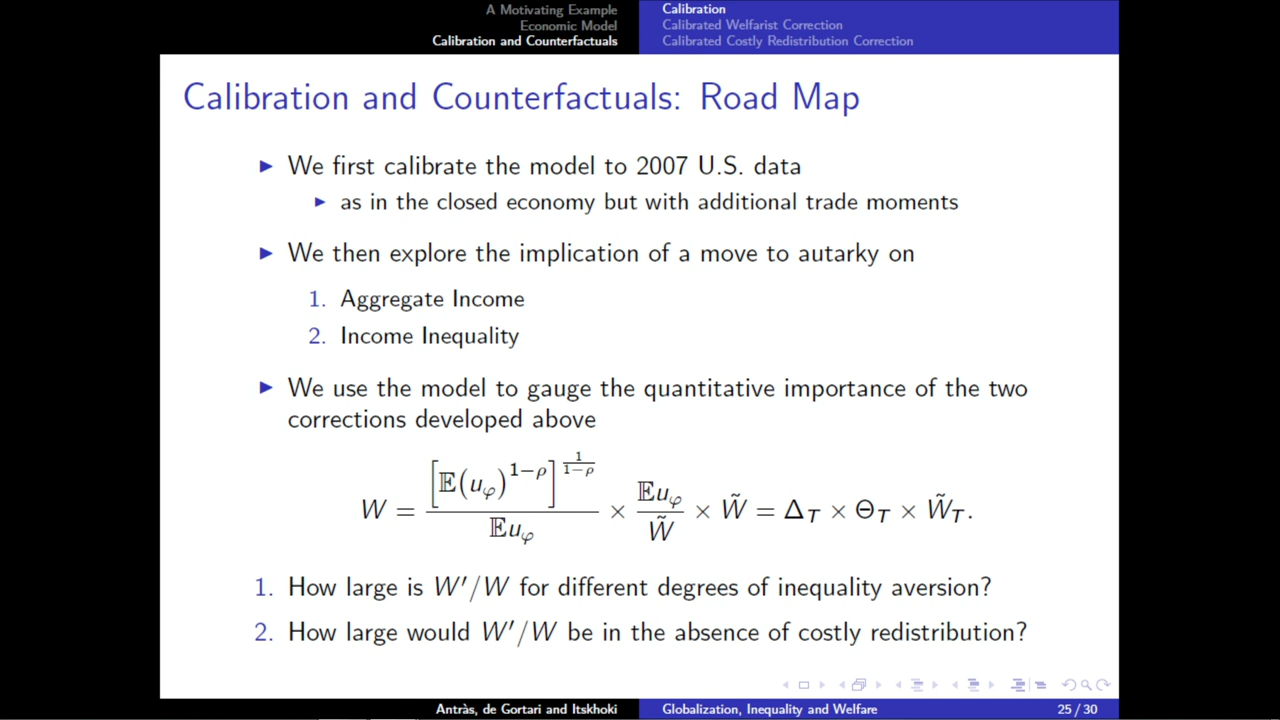 A Motivating Example
Economic Model
Calibration and Counterfactuals
Calibration
Calibrated Welfarist Correction
Calibrated Costly Redistribution Correction
Calibration and Counterfactuals: Road Map
▶ We first calibrate the model to 2007 U.S. data
▶ as in the closed economy but with additional trade moments
▶ We then explore the implication of a move to autarky on
1. Aggregate Income
2. Income Inequality
▶ We use the model to gauge the quantitative importance of the two
corrections developed above
W = [𝔼(u_φ)^{1−ρ}]^{1/(1−ρ)} / 𝔼u_φ × 𝔼u_φ / W̃ × W̃ = Δ_T × Θ_T × W̃_T.
1. How large is W′/W for different degrees of inequality aversion?
2. How large would W′/W be in the absence of costly redistribution?
Antràs, de Gortari and Itskhoki
Globalization, Inequality and Welfare
25 / 30